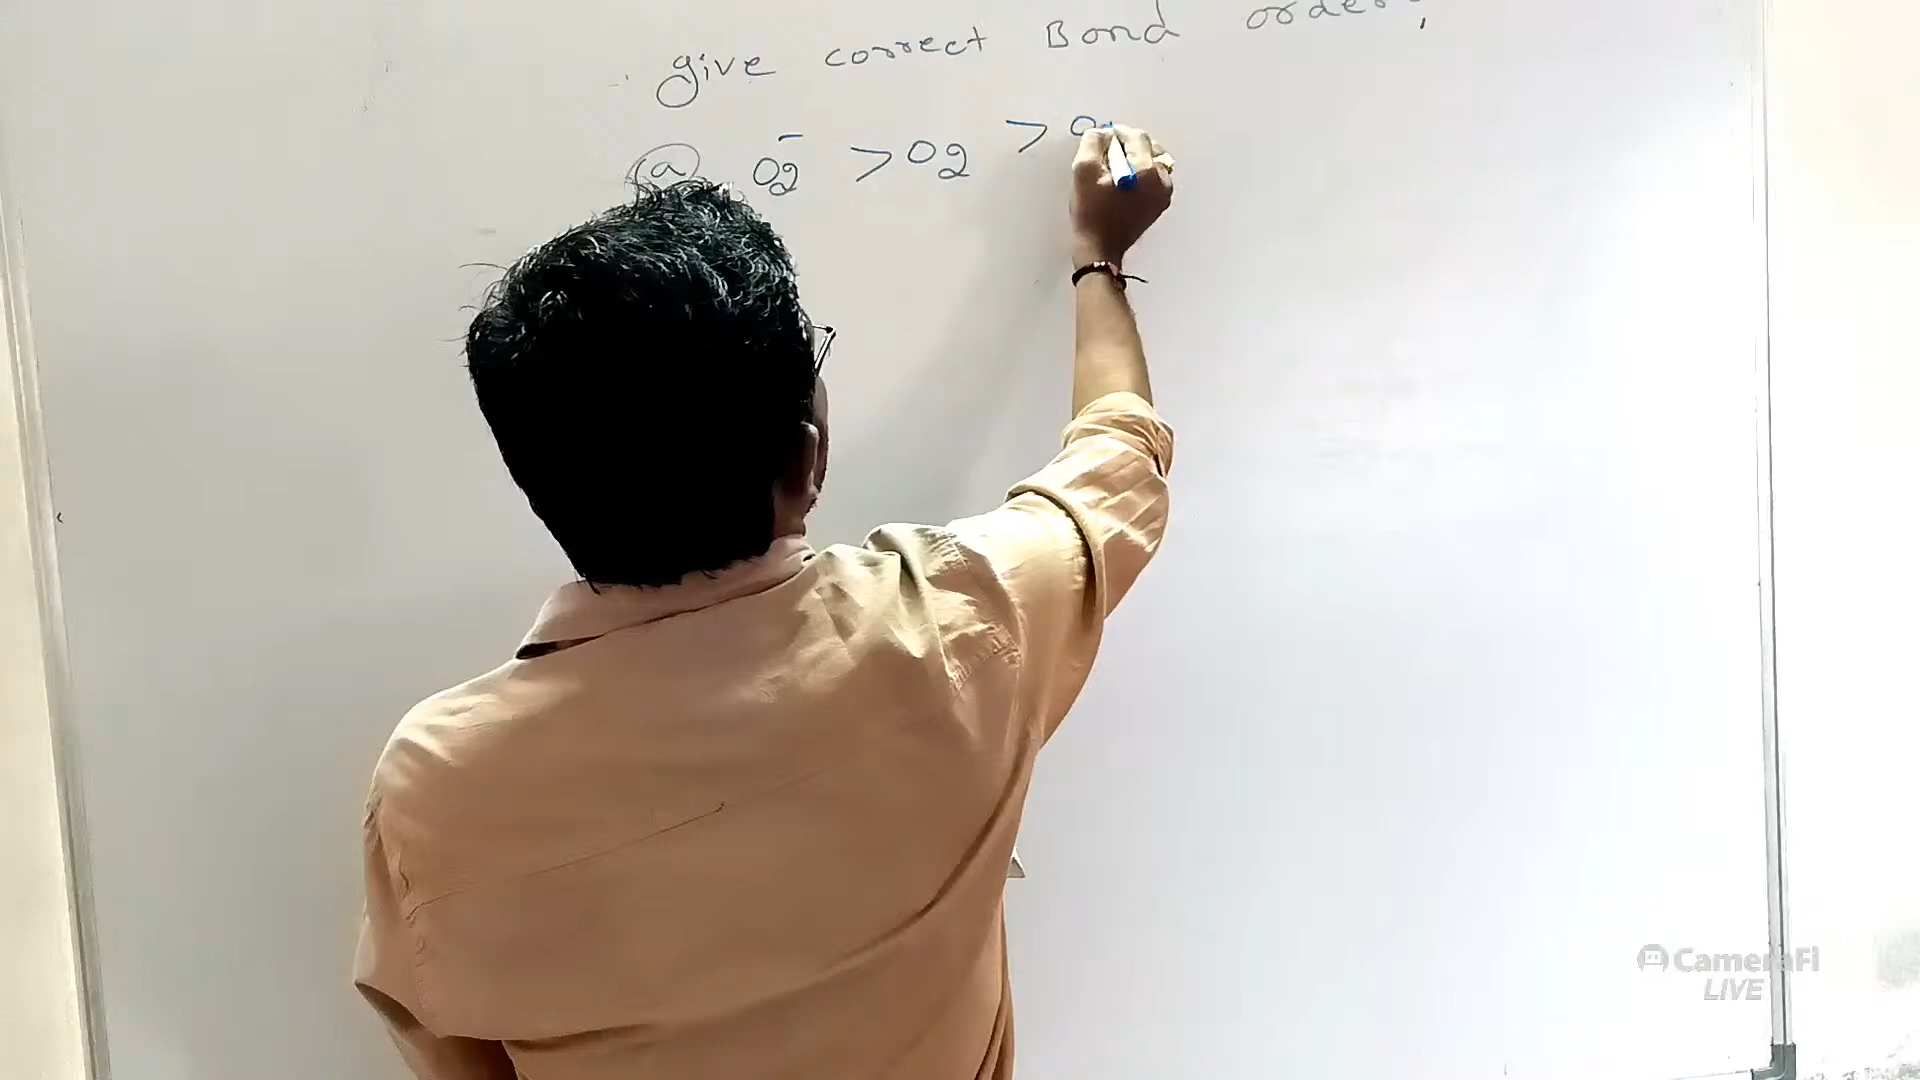 give correct Bond order,
ⓐ O₂⁻ > O₂ > O
CameraFi
LIVE